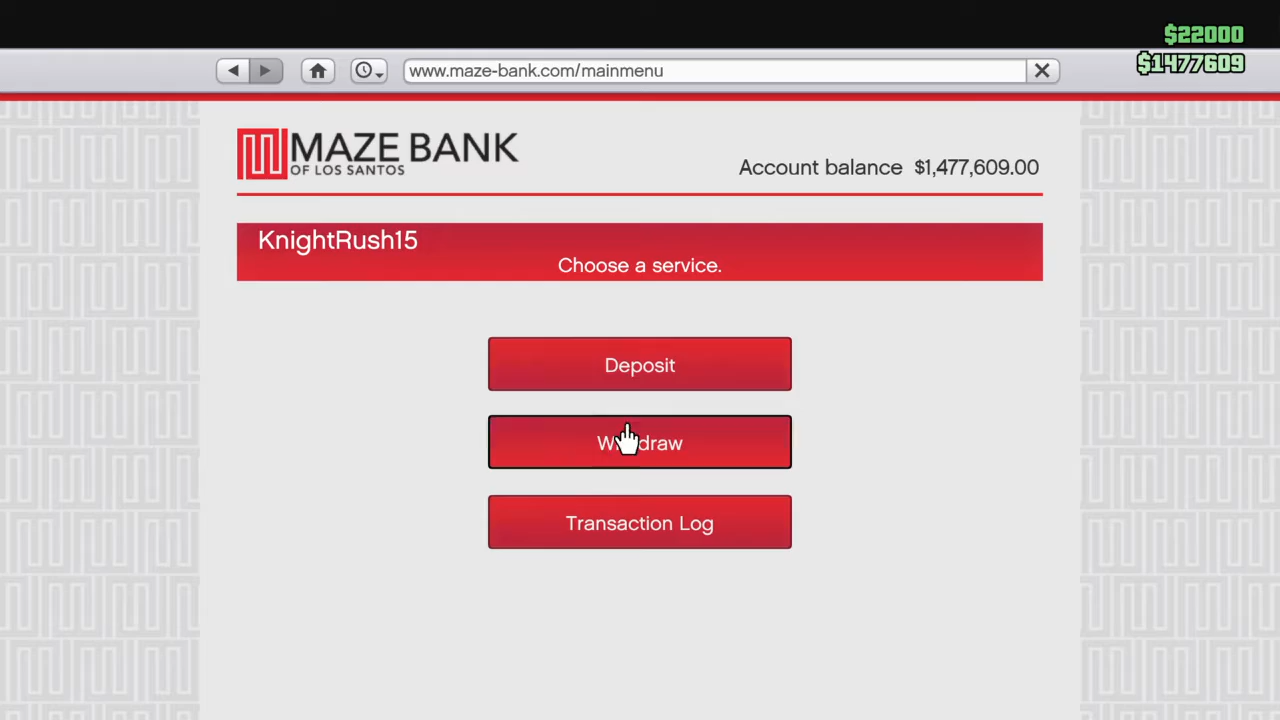 $22000
$1477609
www.maze-bank.com/mainmenu
MAZE BANK
OF LOS SANTOS
Account balance $1,477,609.00
KnightRush15
Choose a service.
Deposit
Withdraw
Transaction Log